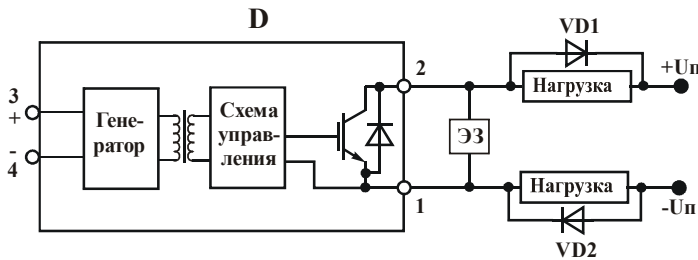 D
VD1
2
+Uп
Нагрузка
3
+
Гене-
ратор
Схема
управ-
ления
ЭЗ
-
4
1
Нагрузка
-Uп
VD2